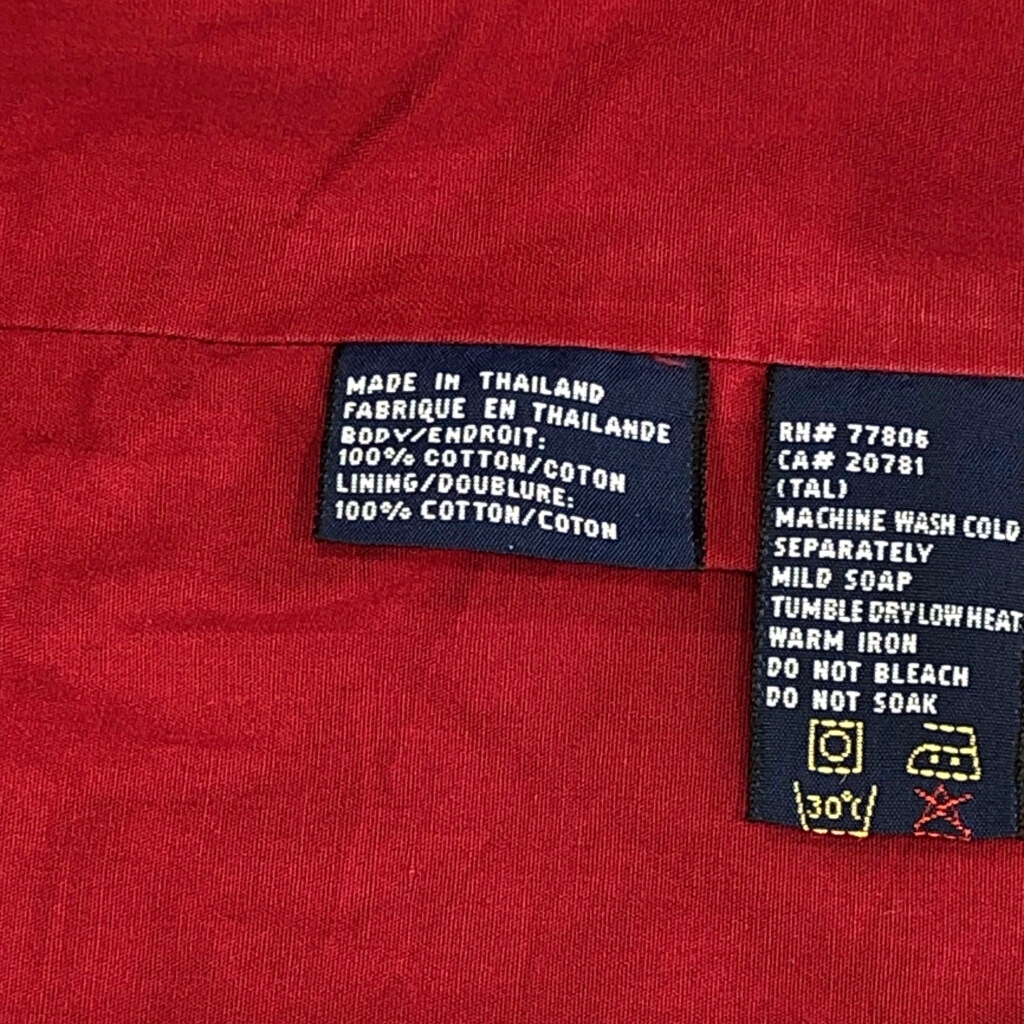 MADE IN THAILAND
FABRIQUE EN THAILANDE
BODY/ENDROIT:
100% COTTON/COTON
LINING/DOUBLURE:
100% COTTON/COTON
RN# 77806
CA# 20781
(TAL)
MACHINE WASH COLD
SEPARATELY
MILD SOAP
TUMBLE DRY LOW HEAT
WARM IRON
DO NOT BLEACH
DO NOT SOAK
30°C